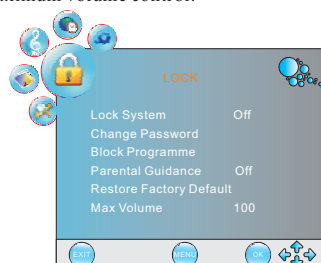 maximum volume control.
LOCK
Lock System Off
Change Password
Block Programme
Parental Guidance Off
Restore Factory Default
Max Volume 100
EXIT MENU OK